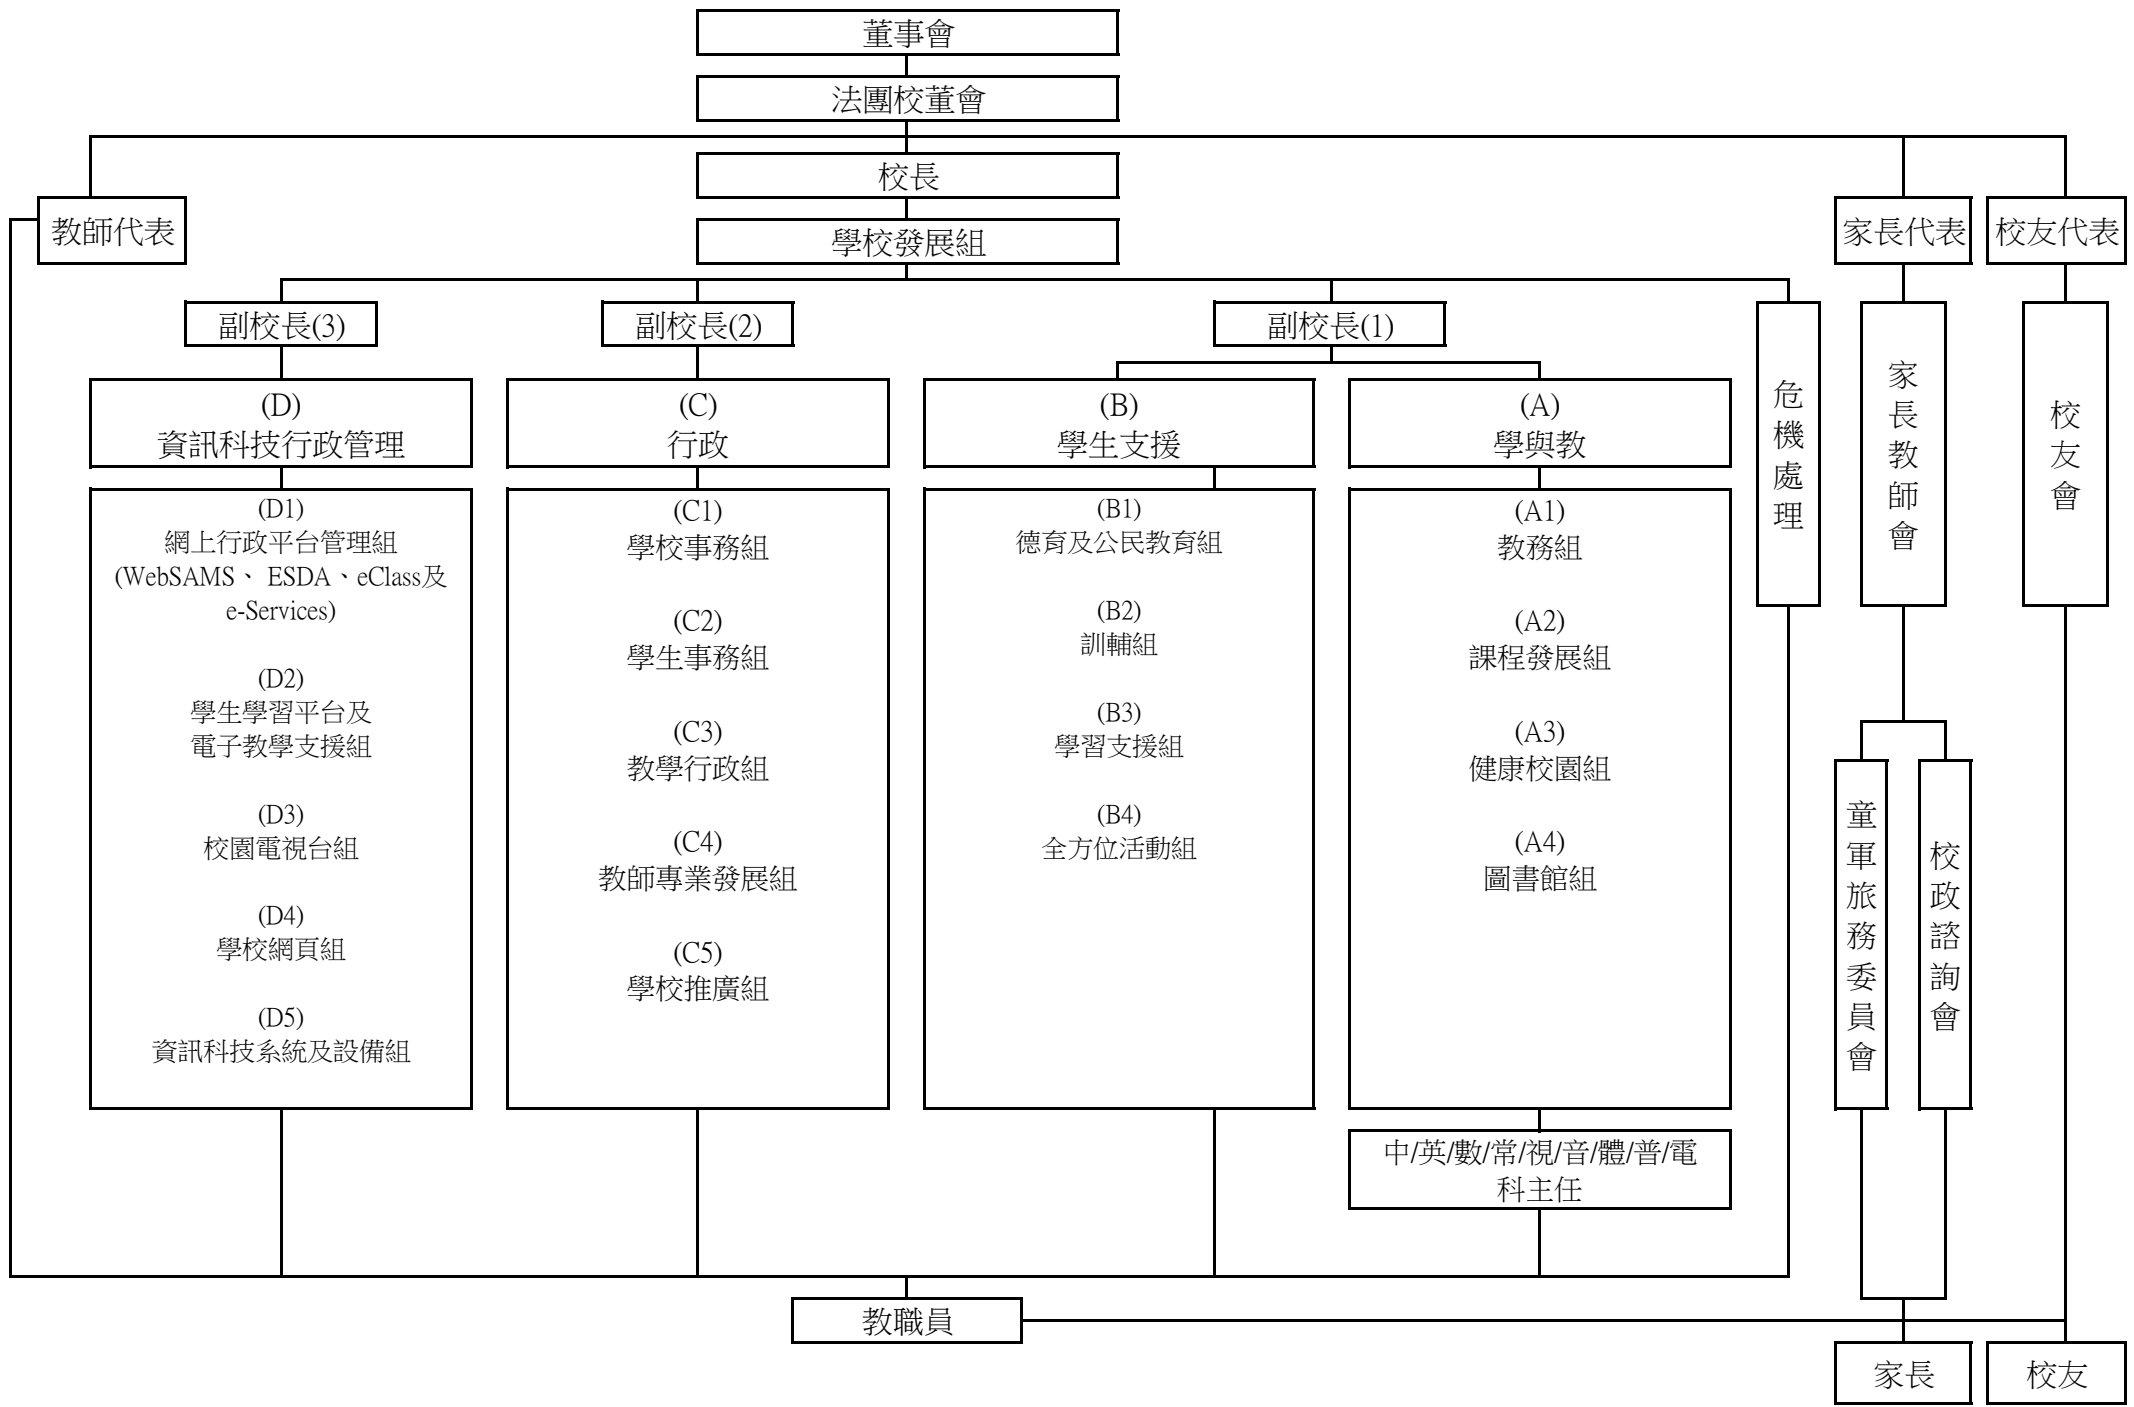 董事會
法團校董會
校長
教師代表
家長代表
校友代表
學校發展組
副校長(3)
副校長(2)
副校長(1)
(D)
資訊科技行政管理
(C)
行政
(B)
學生支援
(A)
學與教
危機處理
家長教師會
校友會
(D1)
網上行政平台管理組
(WebSAMS、 ESDA、eClass及
e-Services)
(D2)
學生學習平台及
電子教學支援組
(D3)
校園電視台組
(D4)
學校網頁組
(D5)
資訊科技系統及設備組
(C1)
學校事務組
(C2)
學生事務組
(C3)
教學行政組
(C4)
教師專業發展組
(C5)
學校推廣組
(B1)
德育及公民教育組
(B2)
訓輔組
(B3)
學習支援組
(B4)
全方位活動組
(A1)
教務組
(A2)
課程發展組
(A3)
健康校園組
(A4)
圖書館組
中/英/數/常/視/音/體/普/電
科主任
童軍旅務委員會
校政諮詢會
教職員
家長
校友